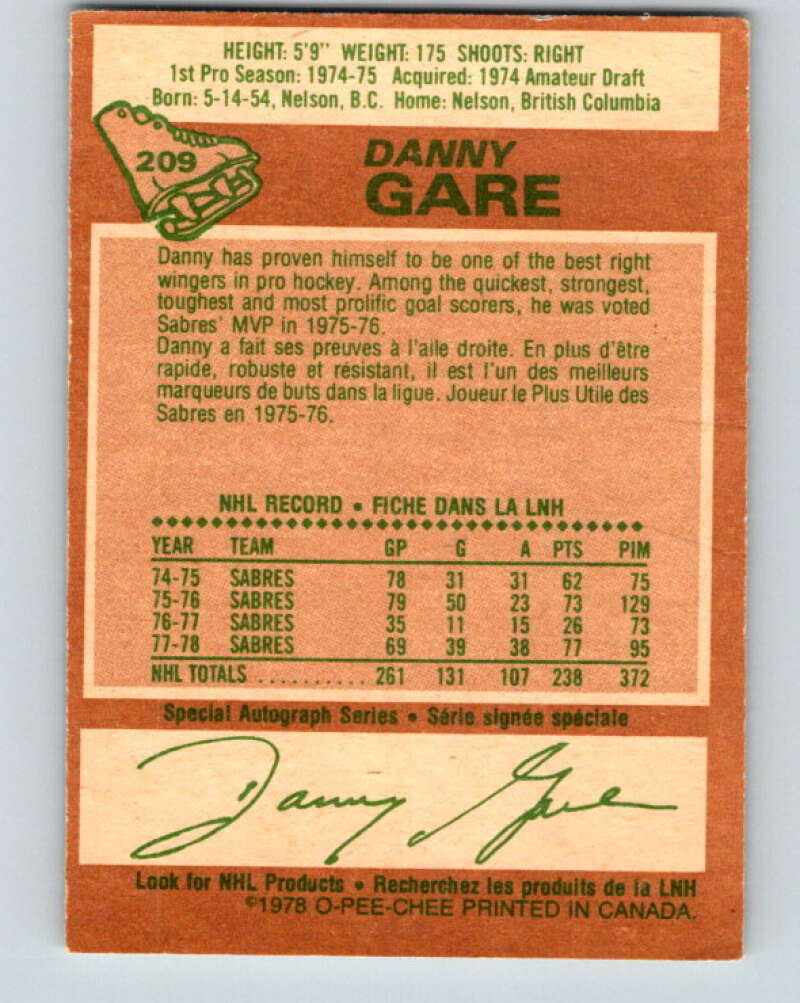 HEIGHT: 5'9" WEIGHT: 175 SHOOTS: RIGHT
1st Pro Season: 1974-75 Acquired: 1974 Amateur Draft
Born: 5-14-54, Nelson, B.C. Home: Nelson, British Columbia
209
DANNY
GARE
Danny has proven himself to be one of the best right
wingers in pro hockey. Among the quickest, strongest,
toughest and most prolific goal scorers, he was voted
Sabres' MVP in 1975-76.
Danny a fait ses preuves à l'aile droite. En plus d'être
rapide, robuste et résistant, il est l'un des meilleurs
marqueurs de buts dans la ligue. Joueur le Plus Utile des
Sabres en 1975-76.
NHL RECORD • FICHE DANS LA LNH
YEAR TEAM GP G A PTS PIM
74-75 SABRES 78 31 31 62 75
75-76 SABRES 79 50 23 73 129
76-77 SABRES 35 11 15 26 73
77-78 SABRES 69 39 38 77 95
NHL TOTALS .......... 261 131 107 238 372
Special Autograph Series • Série signée spéciale
Danny Gare
Look for NHL Products • Recherchez les produits de la LNH
©1978 O-PEE-CHEE PRINTED IN CANADA.